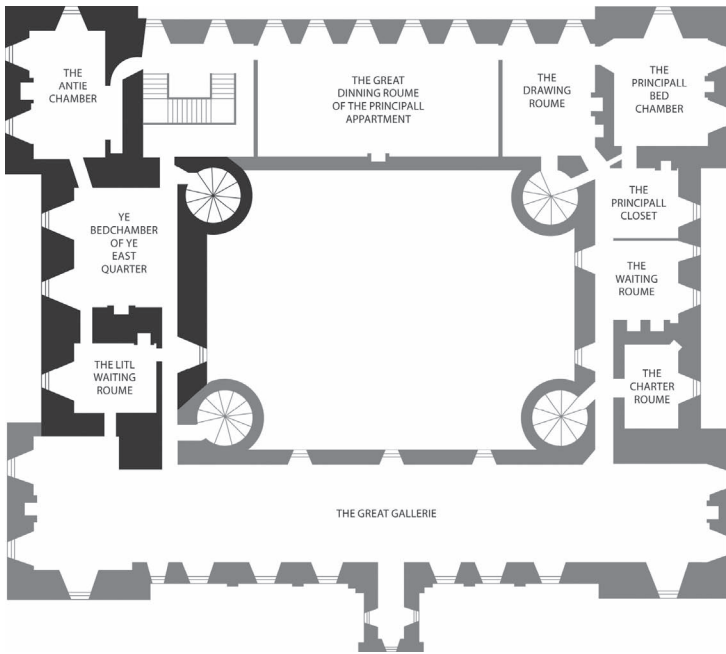 THE
ANTIE
CHAMBER
THE GREAT
DINNING ROUME
OF THE PRINCIPALL
APPARTMENT
THE
DRAWING
ROUME
THE
PRINCIPALL
BED
CHAMBER
YE
BEDCHAMBER
OF YE
EAST
QUARTER
THE
PRINCIPALL
CLOSET
THE
WAITING
ROUME
THE LITL
WAITING
ROUME
THE
CHARTER
ROUME
THE GREAT GALLERIE